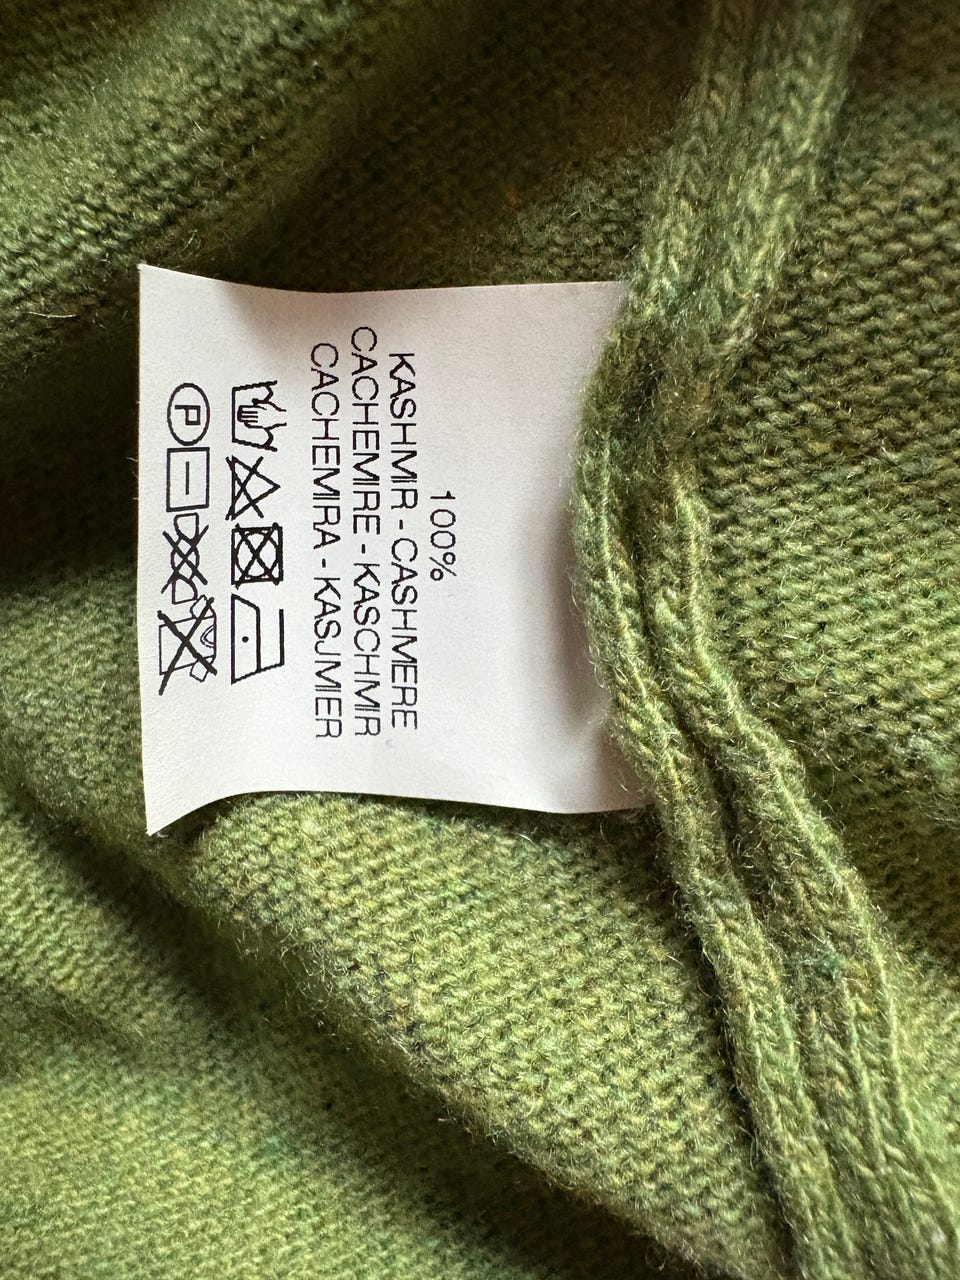 100%
KASHMIR - CASHMERE
CACHEMIRE - KASCHMIR
CACHEMIRA - KASJMIER
P